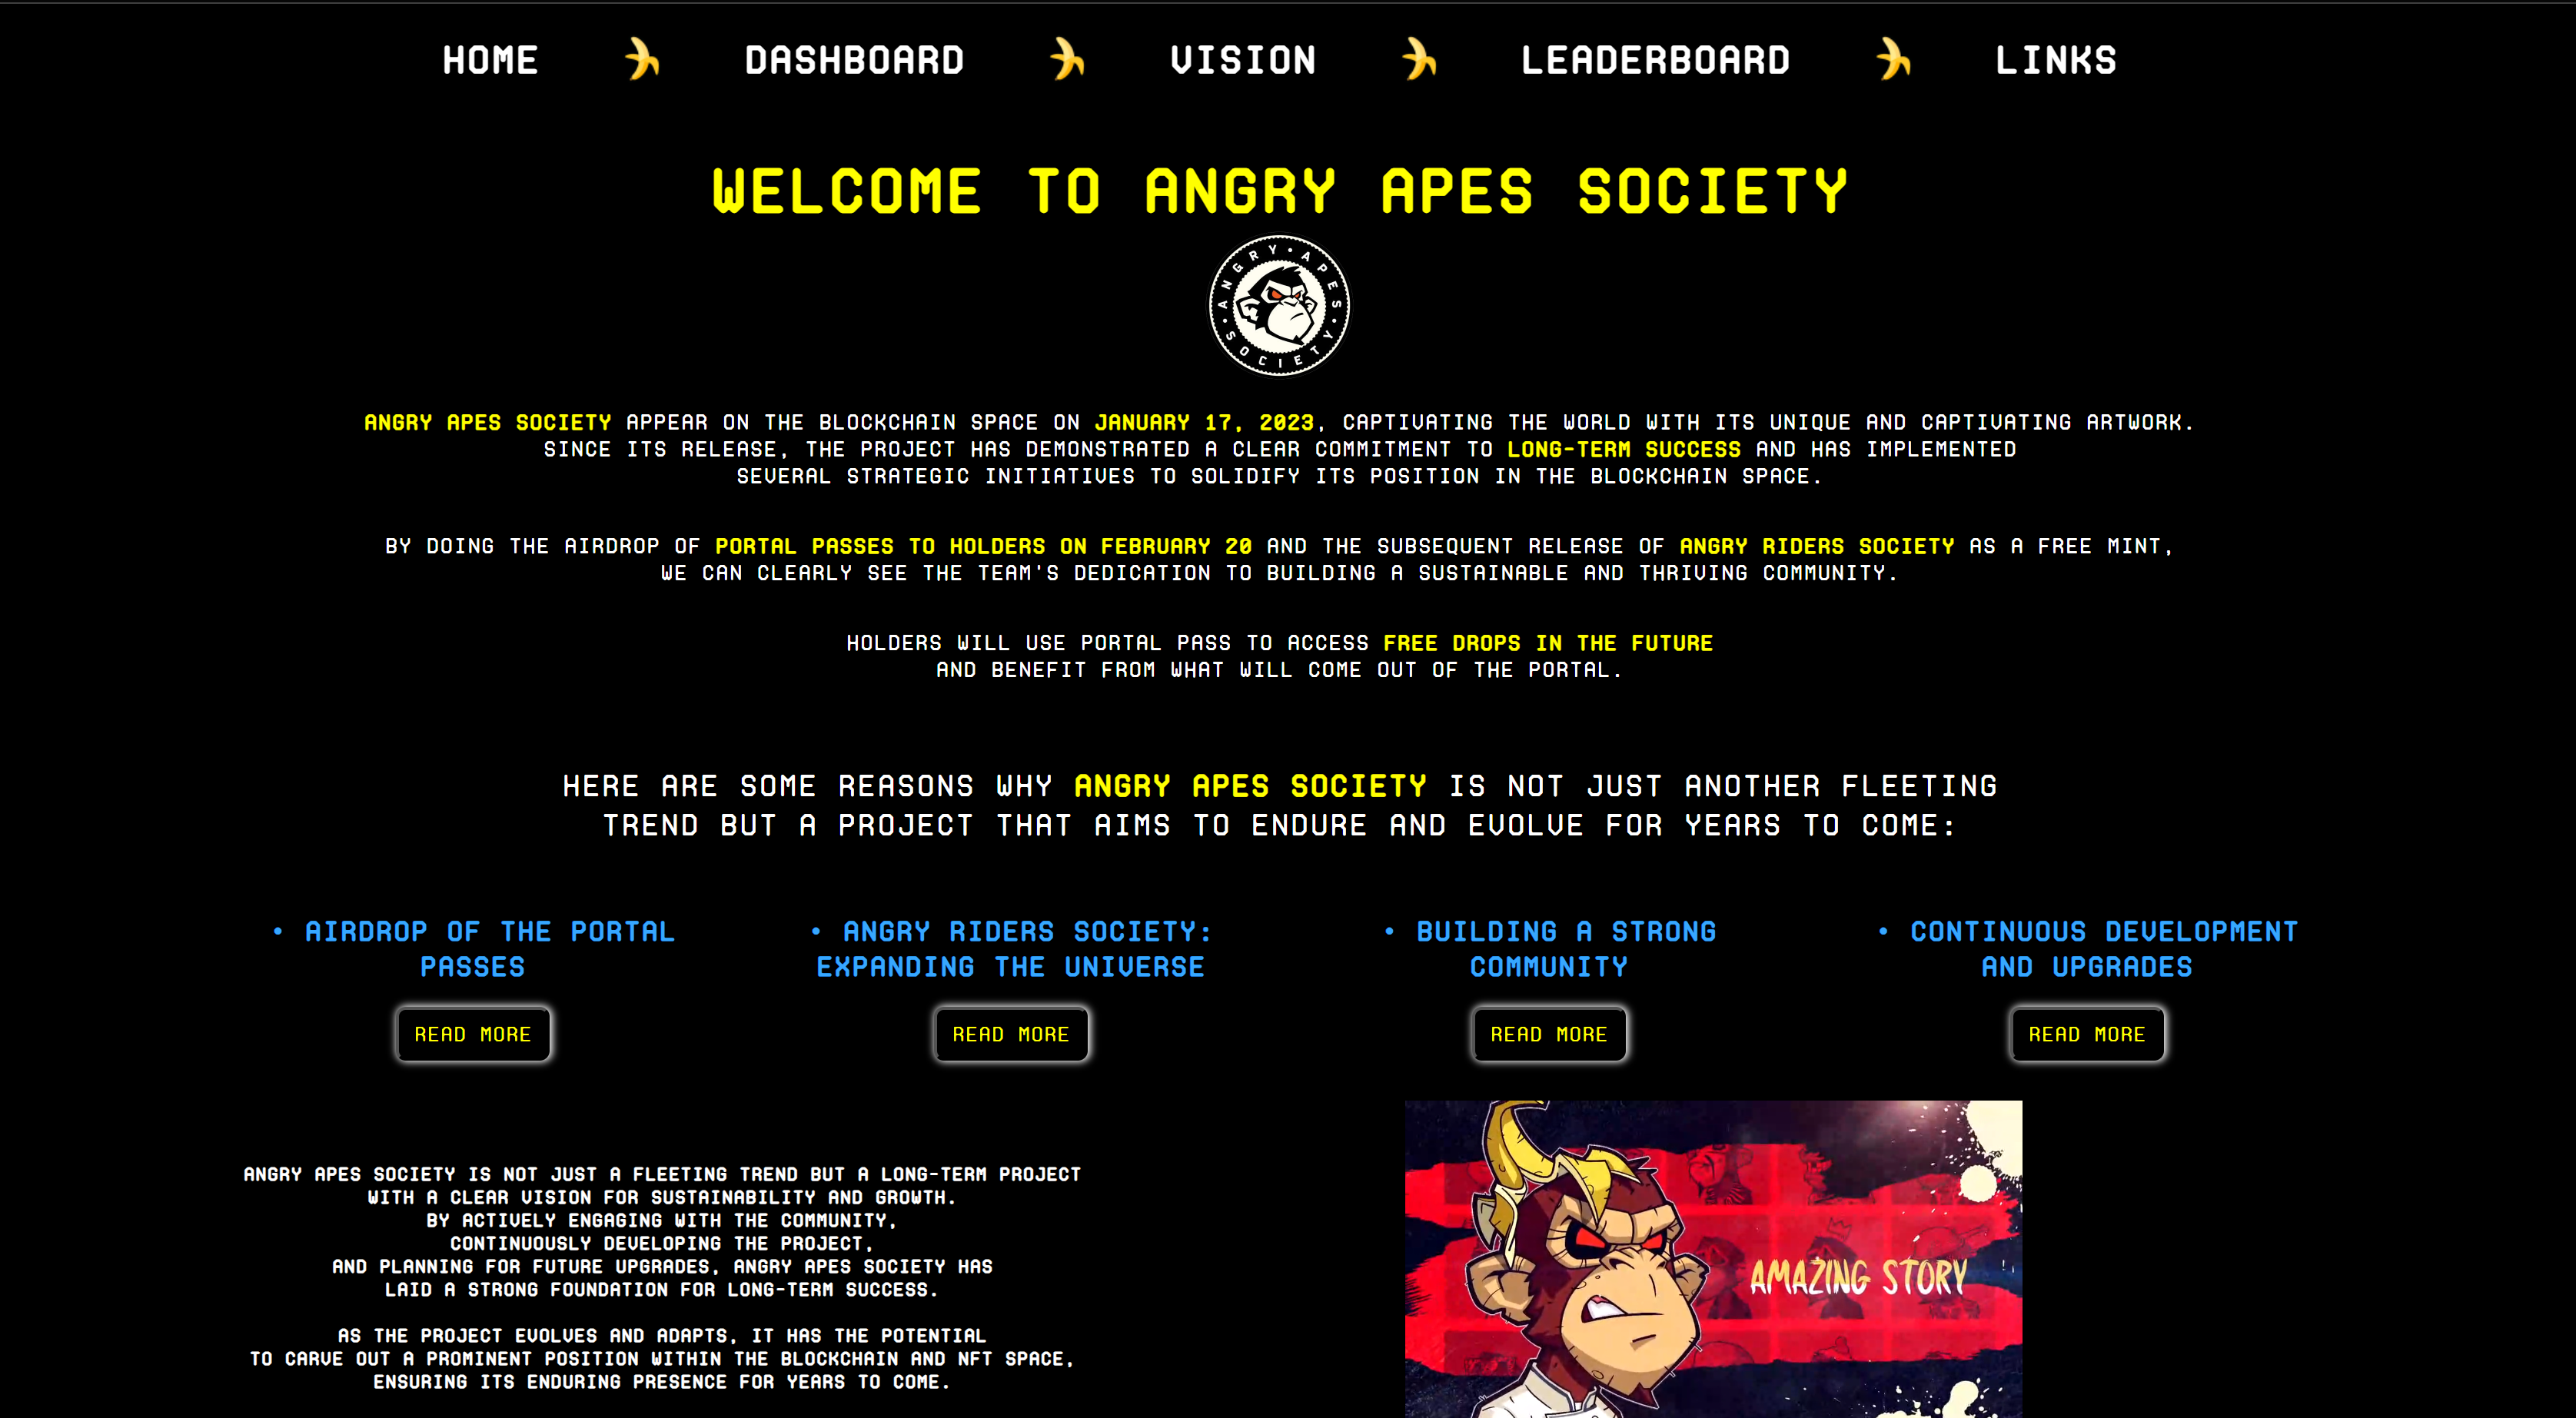 HOME 🍌 DASHBOARD 🍌 VISION 🍌 LEADERBOARD 🍌 LINKS
WELCOME TO ANGRY APES SOCIETY
ANGRY · APES · SOCIETY ·
ANGRY APES SOCIETY APPEAR ON THE BLOCKCHAIN SPACE ON JANUARY 17, 2023, CAPTIVATING THE WORLD WITH ITS UNIQUE AND CAPTIVATING ARTWORK.
SINCE ITS RELEASE, THE PROJECT HAS DEMONSTRATED A CLEAR COMMITMENT TO LONG-TERM SUCCESS AND HAS IMPLEMENTED
SEVERAL STRATEGIC INITIATIVES TO SOLIDIFY ITS POSITION IN THE BLOCKCHAIN SPACE.
BY DOING THE AIRDROP OF PORTAL PASSES TO HOLDERS ON FEBRUARY 20 AND THE SUBSEQUENT RELEASE OF ANGRY RIDERS SOCIETY AS A FREE MINT,
WE CAN CLEARLY SEE THE TEAM'S DEDICATION TO BUILDING A SUSTAINABLE AND THRIVING COMMUNITY.
HOLDERS WILL USE PORTAL PASS TO ACCESS FREE DROPS IN THE FUTURE
AND BENEFIT FROM WHAT WILL COME OUT OF THE PORTAL.
HERE ARE SOME REASONS WHY ANGRY APES SOCIETY IS NOT JUST ANOTHER FLEETING
TREND BUT A PROJECT THAT AIMS TO ENDURE AND EVOLVE FOR YEARS TO COME:
• AIRDROP OF THE PORTAL
PASSES
READ MORE
• ANGRY RIDERS SOCIETY:
EXPANDING THE UNIVERSE
READ MORE
• BUILDING A STRONG
COMMUNITY
READ MORE
• CONTINUOUS DEVELOPMENT
AND UPGRADES
READ MORE
ANGRY APES SOCIETY IS NOT JUST A FLEETING TREND BUT A LONG-TERM PROJECT
WITH A CLEAR VISION FOR SUSTAINABILITY AND GROWTH.
BY ACTIVELY ENGAGING WITH THE COMMUNITY,
CONTINUOUSLY DEVELOPING THE PROJECT,
AND PLANNING FOR FUTURE UPGRADES, ANGRY APES SOCIETY HAS
LAID A STRONG FOUNDATION FOR LONG-TERM SUCCESS.
AS THE PROJECT EVOLVES AND ADAPTS, IT HAS THE POTENTIAL
TO CARVE OUT A PROMINENT POSITION WITHIN THE BLOCKCHAIN AND NFT SPACE,
ENSURING ITS ENDURING PRESENCE FOR YEARS TO COME.
AMAZING STORY